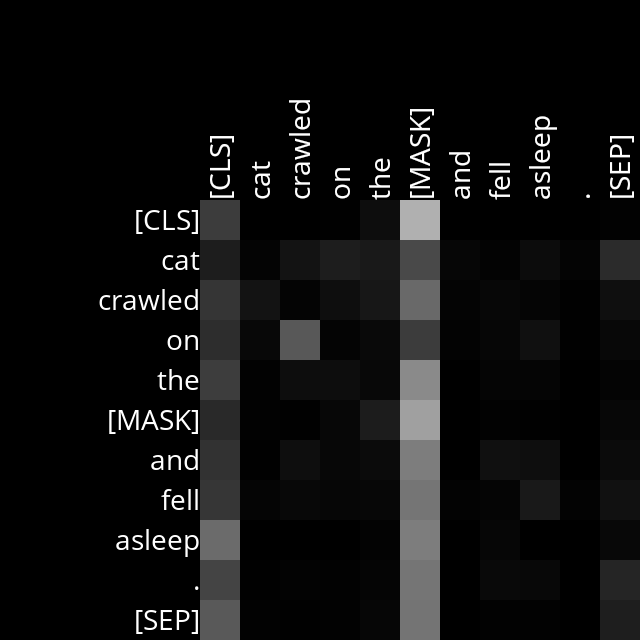 [CLS] cat crawled on the [MASK] and fell asleep . [SEP]
[CLS]
cat
crawled
on
the
[MASK]
and
fell
asleep
.
[SEP]